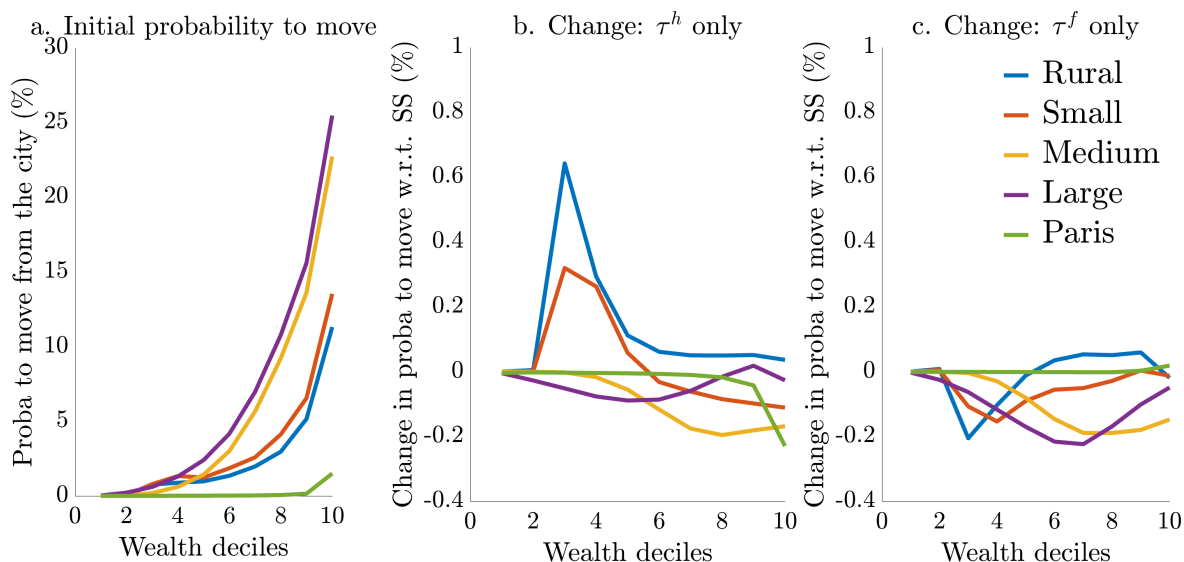 a. Initial probability to move
Proba to move from the city (%)
30
25
20
15
10
5
0
0 2 4 6 8 10
Wealth deciles
b. Change: τ^h only
Change in proba to move w.r.t. SS (%)
1
0.8
0.6
0.4
0.2
0
-0.2
-0.4
0 2 4 6 8 10
Wealth deciles
c. Change: τ^f only
Change in proba to move w.r.t. SS (%)
1
0.8
0.6
0.4
0.2
0
-0.2
-0.4
0 2 4 6 8 10
Wealth deciles
Rural
Small
Medium
Large
Paris